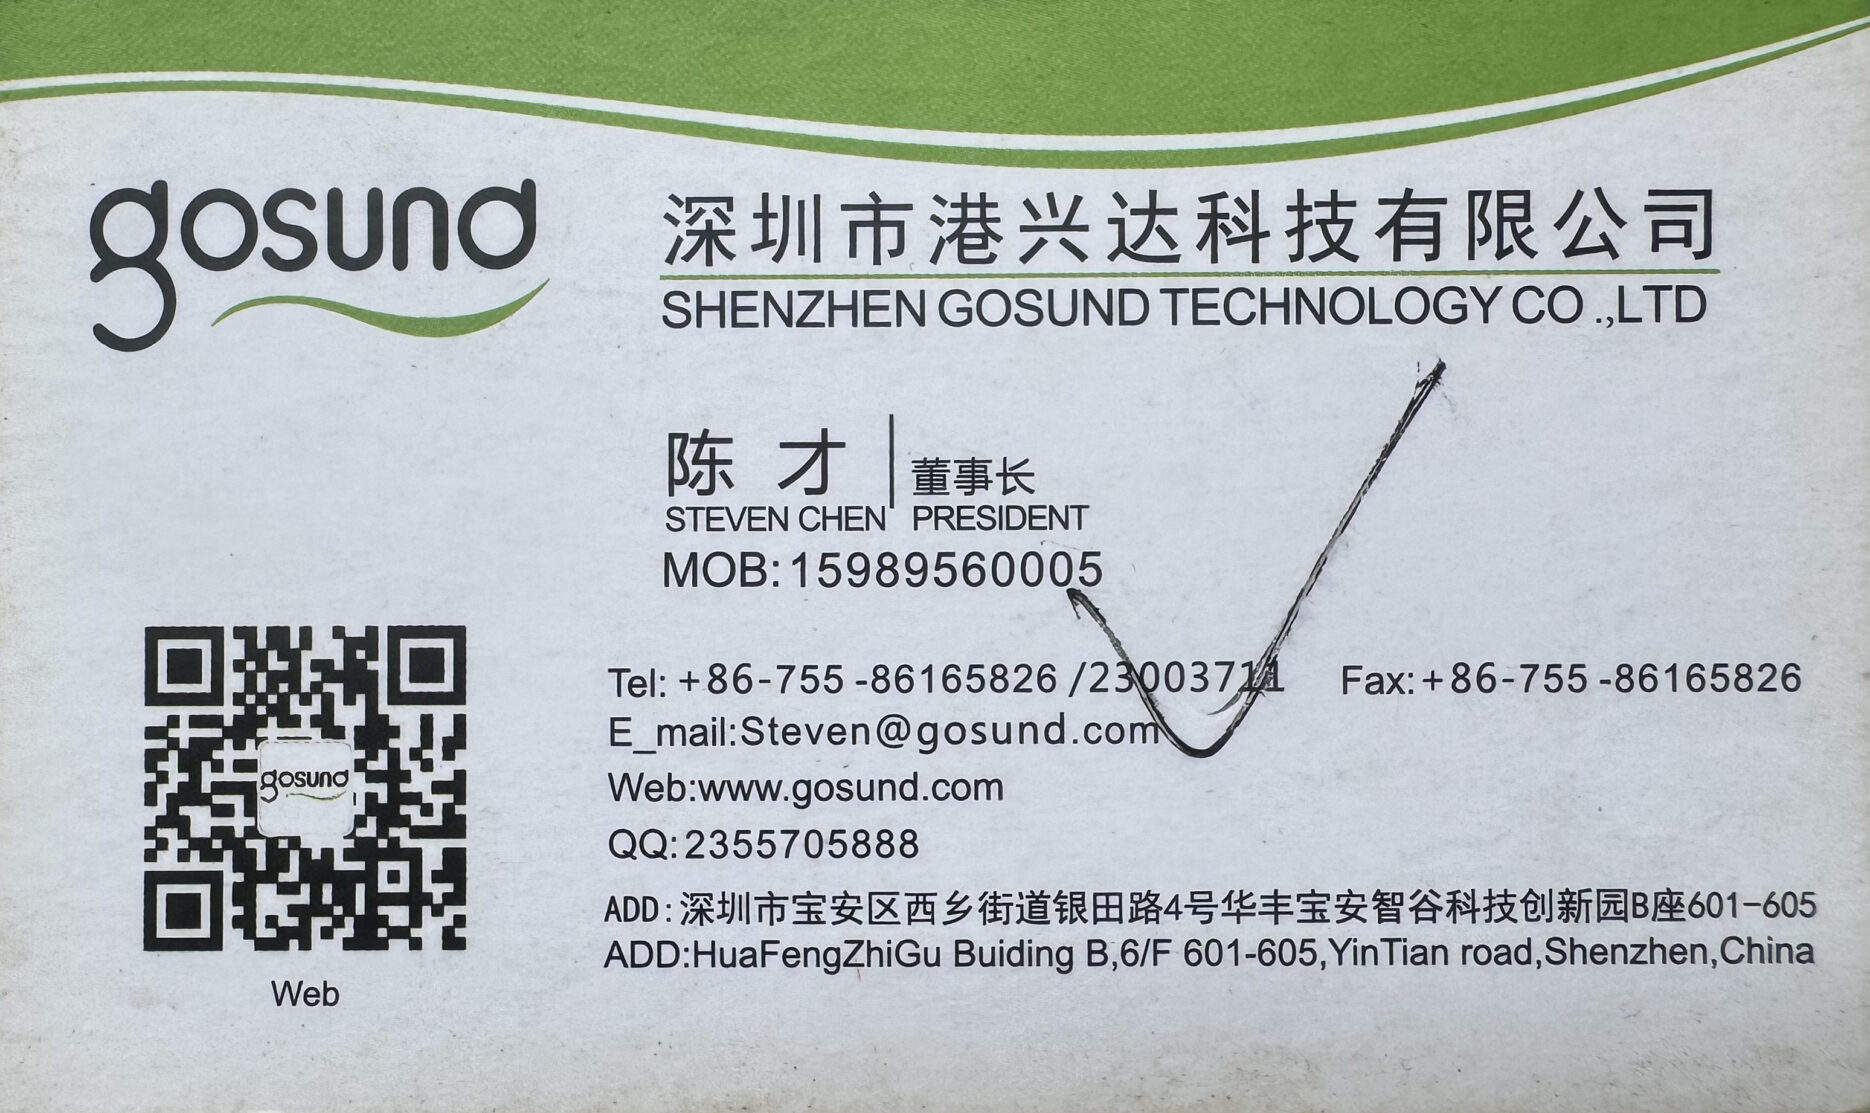 gosund
深圳市港兴达科技有限公司
SHENZHEN GOSUND TECHNOLOGY CO .,LTD
陈 才 董事长
STEVEN CHEN PRESIDENT
MOB:15989560005
Tel: +86-755 -86165826 /23003711 Fax:+86-755 -86165826
E_mail:Steven@gosund.com
Web:www.gosund.com
QQ:2355705888
ADD:深圳市宝安区西乡街道银田路4号华丰宝安智谷科技创新园B座601-605
ADD:HuaFengZhiGu Buiding B,6/F 601-605,YinTian road,Shenzhen,China
gosund
Web